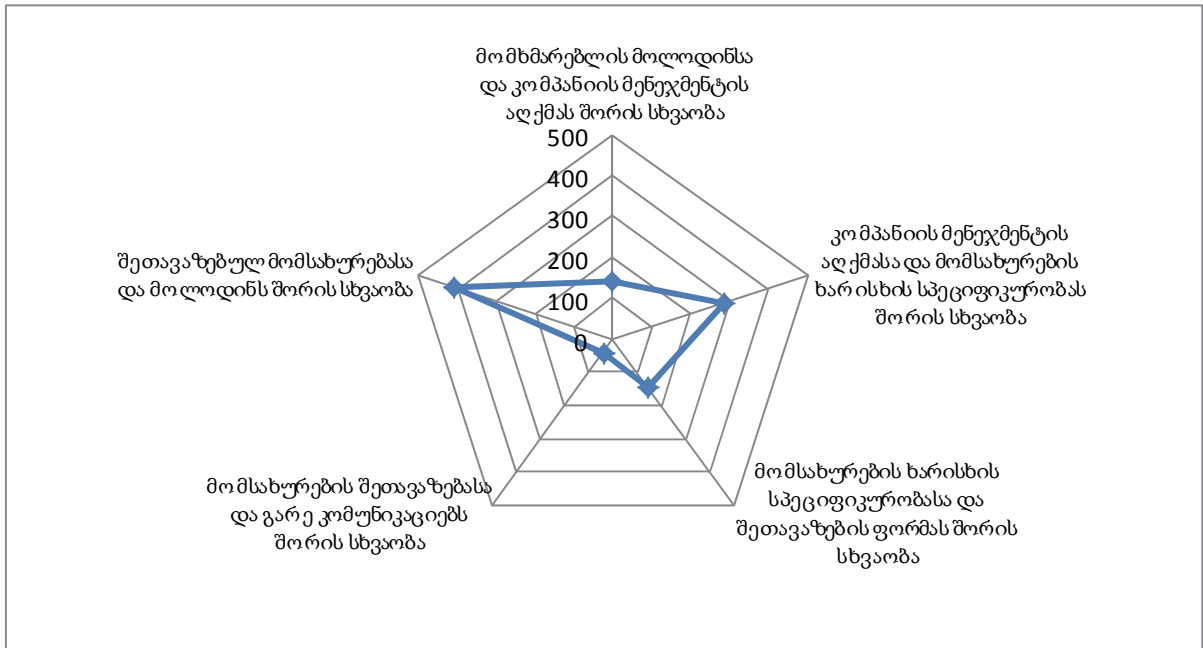 მომხმარებლის მოლოდინსა
და კომპანიის მენეჯმენტის
აღქმას შორის სხვაობა
500
400
300
200
100
0
კომპანიის მენეჯმენტის
აღქმასა და მომსახურების
ხარისხის სპეციფიკურობას
შორის სხვაობა
მომსახურების ხარისხის
სპეციფიკურობასა და
შეთავაზების ფორმას შორის
სხვაობა
მომსახურების შეთავაზებასა
და გარე კომუნიკაციებს
შორის სხვაობა
შეთავაზებულ მომსახურებასა
და მოლოდინს შორის სხვაობა